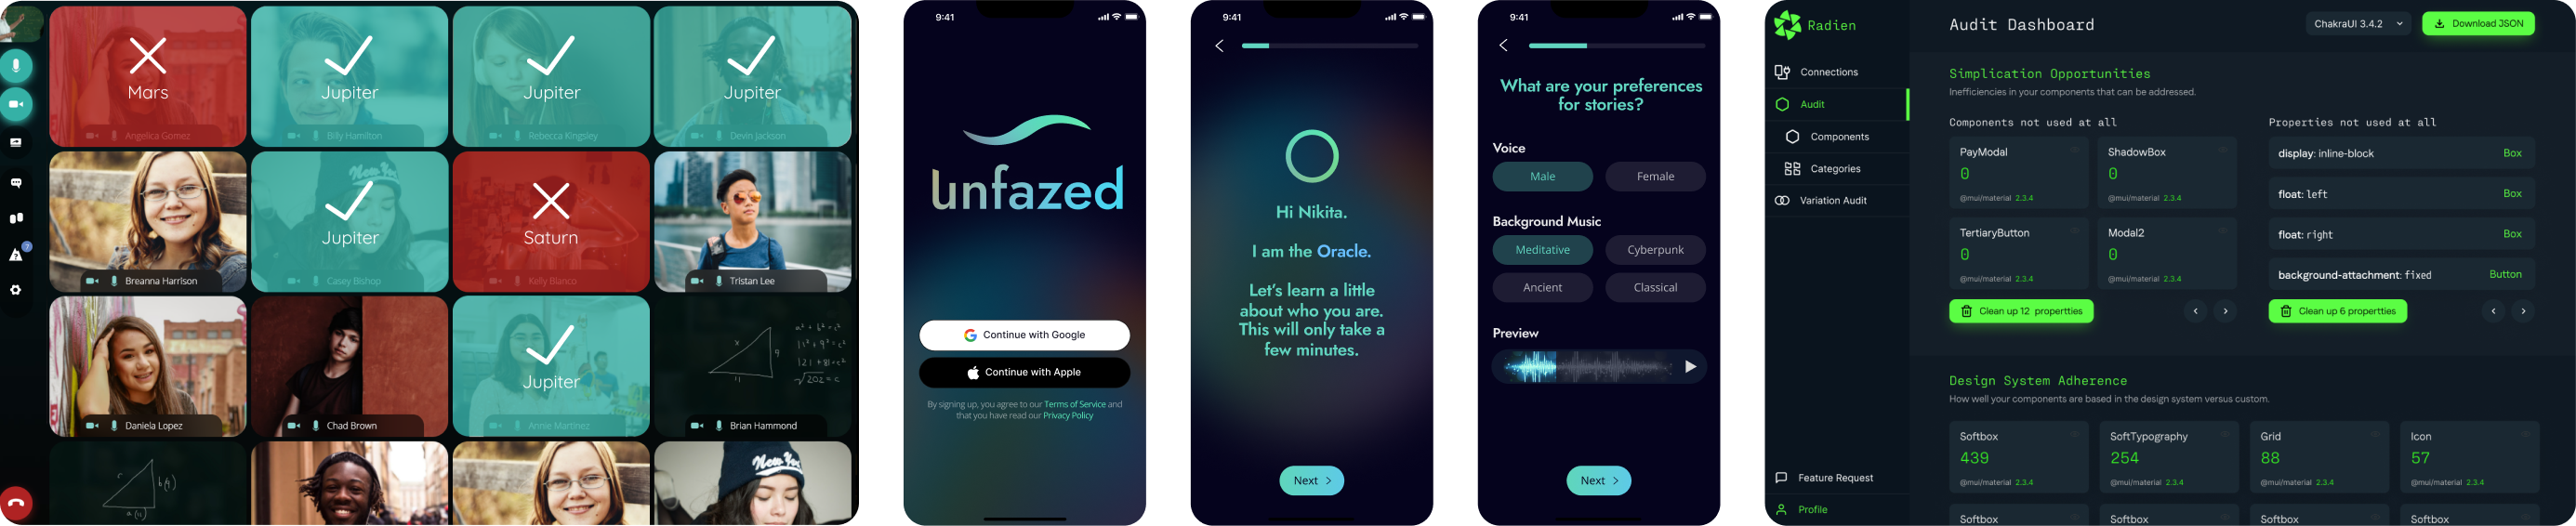 Mars
Angelica Gomez
Jupiter
Billy Hamilton
Jupiter
Rebecca Kingsley
Jupiter
Devin Jackson
Breanna Harrison
Jupiter
Casey Bishop
Saturn
Kelly Blanco
Tristan Lee
Daniela Lopez
Chad Brown
Jupiter
Annie Martinez
Brian Hammond
9:41
unfazed
Continue with Google
Continue with Apple
By signing up, you agree to our Terms of Service and
that you have read our Privacy Policy
9:41
Hi Nikita.
I am the Oracle.
Let's learn a little
about who you are.
This will only take a
few minutes.
Next
9:41
What are your preferences
for stories?
Voice
Male
Female
Background Music
Meditative
Cyberpunk
Ancient
Classical
Preview
Next
Radien
Connections
Audit
Components
Categories
Variation Audit
Feature Request
Profile
Audit Dashboard
ChakraUI 3.4.2
Download JSON
Simplication Opportunities
Inefficiencies in your components that can be addressed.
Components not used at all
PayModal
0
@mui/material 2.3.4
ShadowBox
0
@mui/material 2.3.4
TertiaryButton
0
@mui/material 2.3.4
Modal2
0
@mui/material 2.3.4
Clean up 12 propertties
Properties not used at all
display: inline-block Box
float: left Box
float: right Box
background-attachment: fixed Button
Clean up 6 propertties
Design System Adherence
How well your components are based in the design system versus custom.
Softbox
439
@mui/material 2.3.4
SoftTypography
254
@mui/material 2.3.4
Grid
88
@mui/material 2.3.4
Icon
57
@mui/material 2.3.4
Softbox
Softbox
Softbox
Softbox